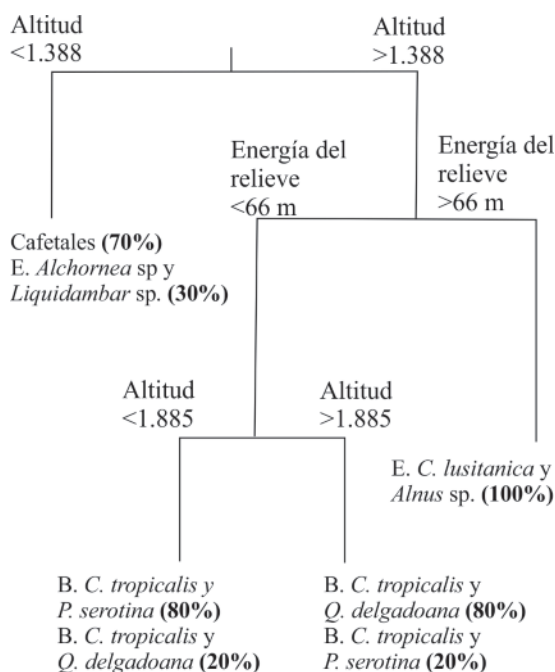 Altitud
<1.388
Altitud
>1.388
Energía del
relieve
<66 m
Energía del
relieve
>66 m
Cafetales (70%)
E. Alchornea sp y
Liquidambar sp. (30%)
Altitud
<1.885
Altitud
>1.885
E. C. lusitanica y
Alnus sp. (100%)
B. C. tropicalis y
P. serotina (80%)
B. C. tropicalis y
Q. delgadoana (20%)
B. C. tropicalis y
Q. delgadoana (80%)
B. C. tropicalis y
P. serotina (20%)